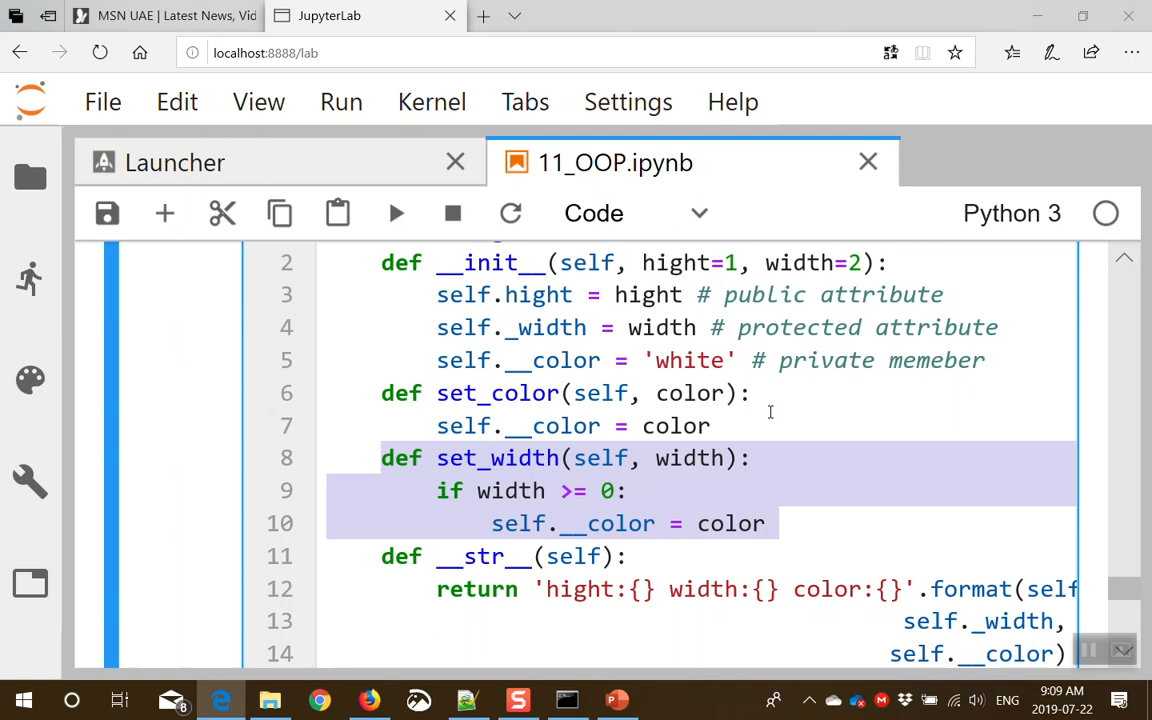 MSN UAE | Latest News, Vid
JupyterLab
localhost:8888/lab
File Edit View Run Kernel Tabs Settings Help
Launcher
11_OOP.ipynb
Code
Python 3
2 def __init__(self, hight=1, width=2):
3 self.hight = hight # public attribute
4 self._width = width # protected attribute
5 self.__color = 'white' # private memeber
6 def set_color(self, color):
7 self.__color = color
8 def set_width(self, width):
9 if width >= 0:
10 self.__color = color
11 def __str__(self):
12 return 'hight:{} width:{} color:{}'.format(self
13 self._width,
14 self.__color)
8
ENG
9:09 AM
2019-07-22